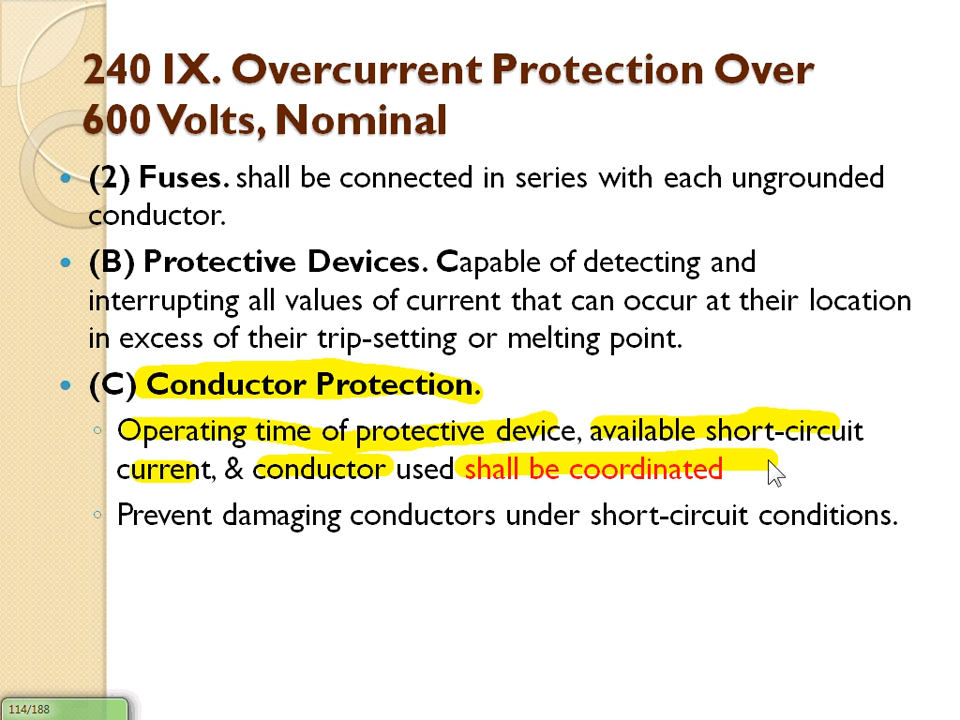 240 IX. Overcurrent Protection Over
600 Volts, Nominal
(2) Fuses. shall be connected in series with each ungrounded
conductor.
(B) Protective Devices. Capable of detecting and
interrupting all values of current that can occur at their location
in excess of their trip-setting or melting point.
(C) Conductor Protection.
Operating time of protective device, available short-circuit
current, & conductor used shall be coordinated
Prevent damaging conductors under short-circuit conditions.
114/188